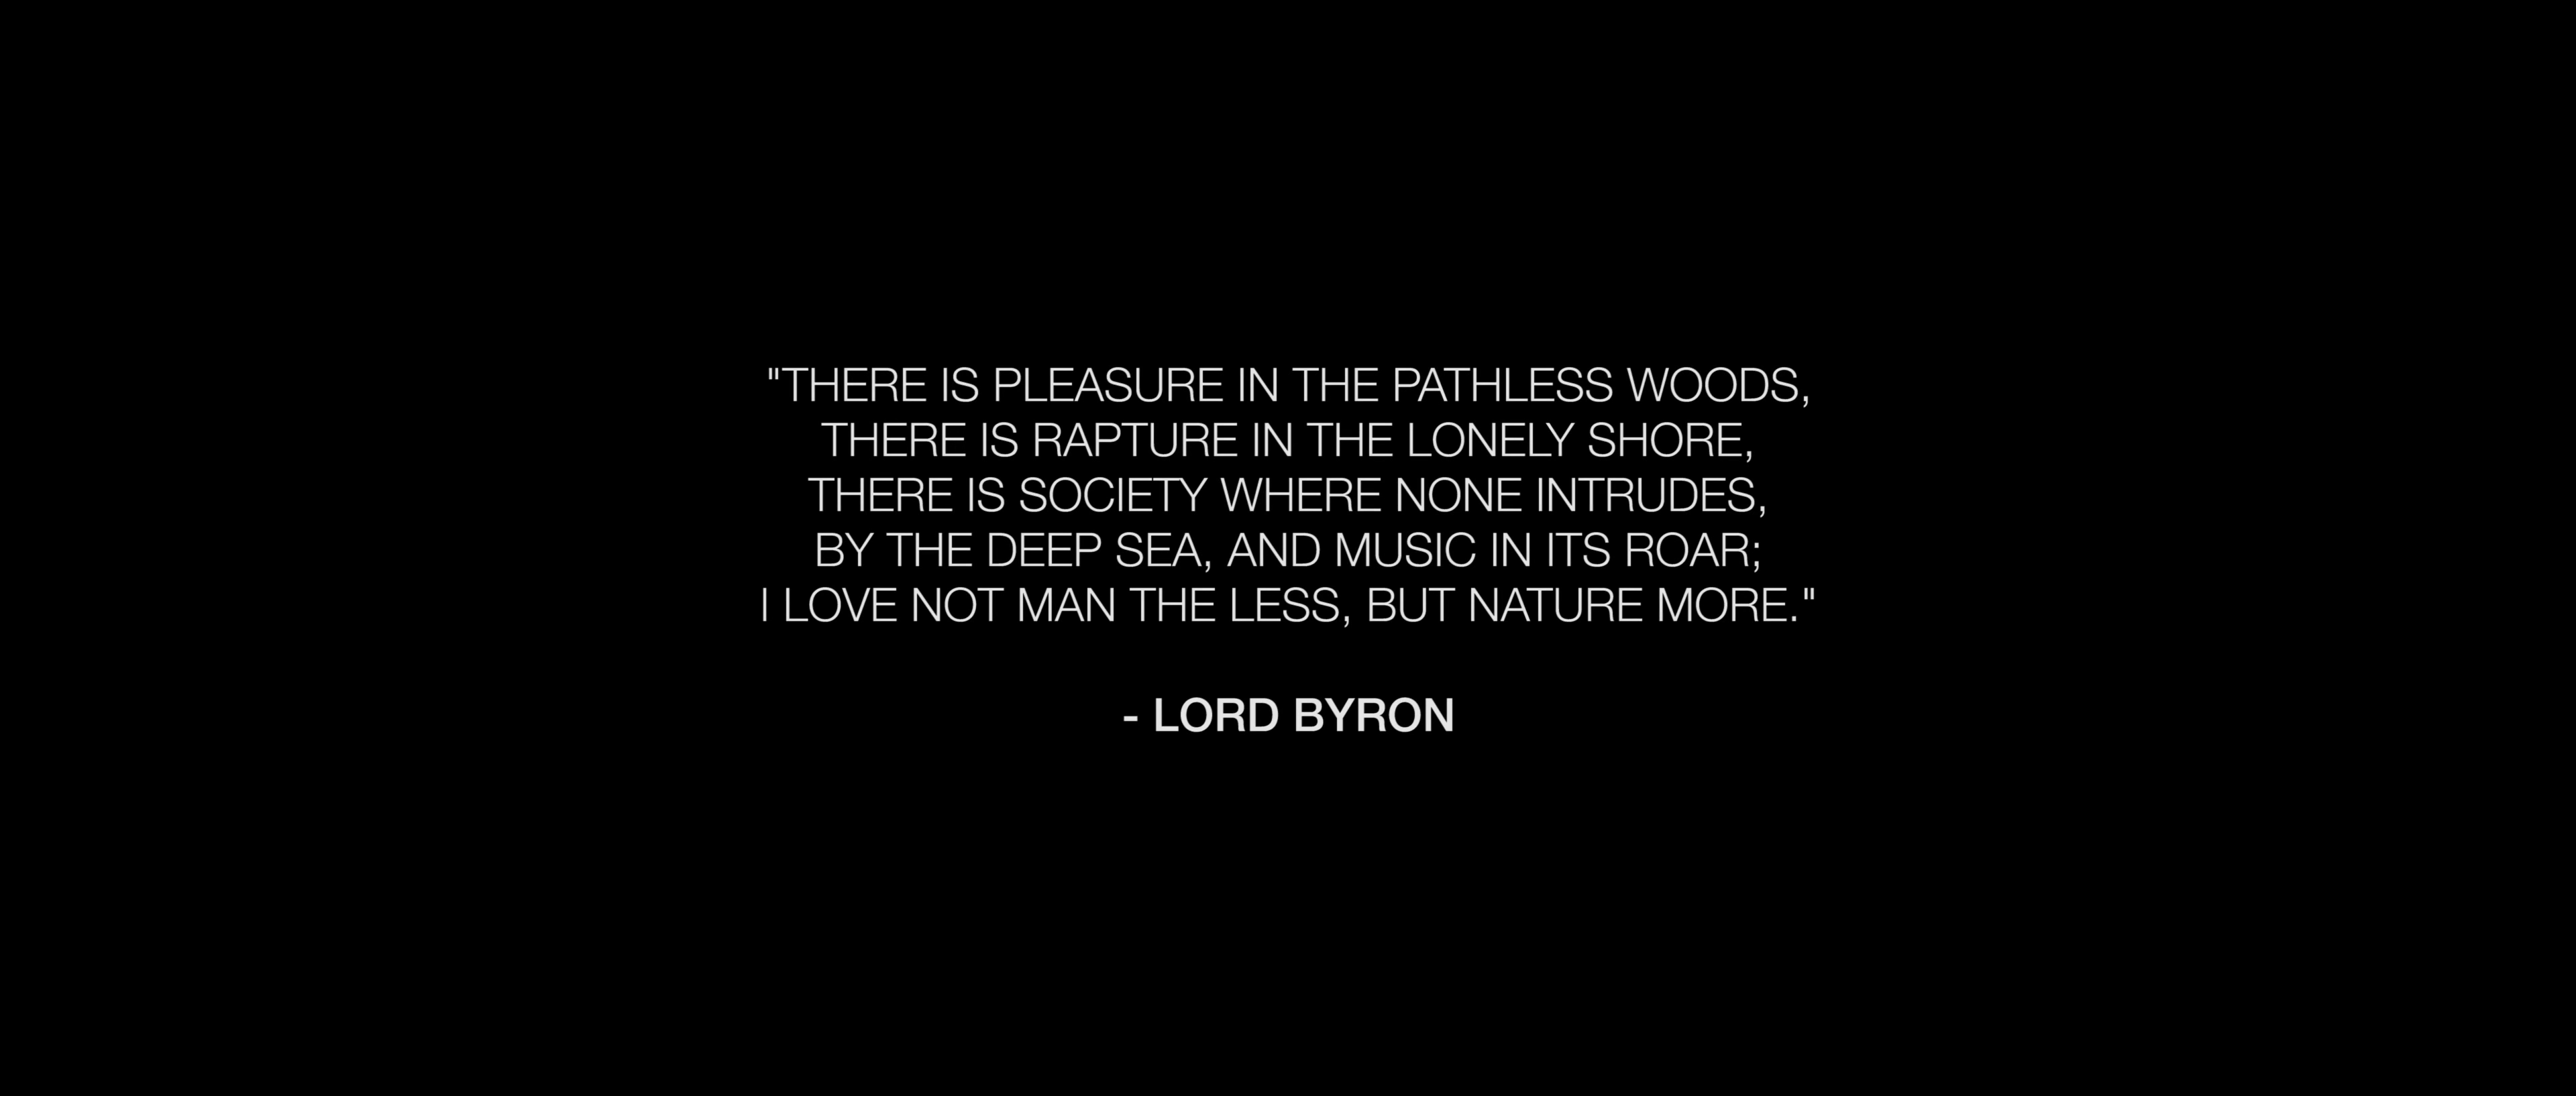 "THERE IS PLEASURE IN THE PATHLESS WOODS,
THERE IS RAPTURE IN THE LONELY SHORE,
THERE IS SOCIETY WHERE NONE INTRUDES,
BY THE DEEP SEA, AND MUSIC IN ITS ROAR;
I LOVE NOT MAN THE LESS, BUT NATURE MORE."
- LORD BYRON